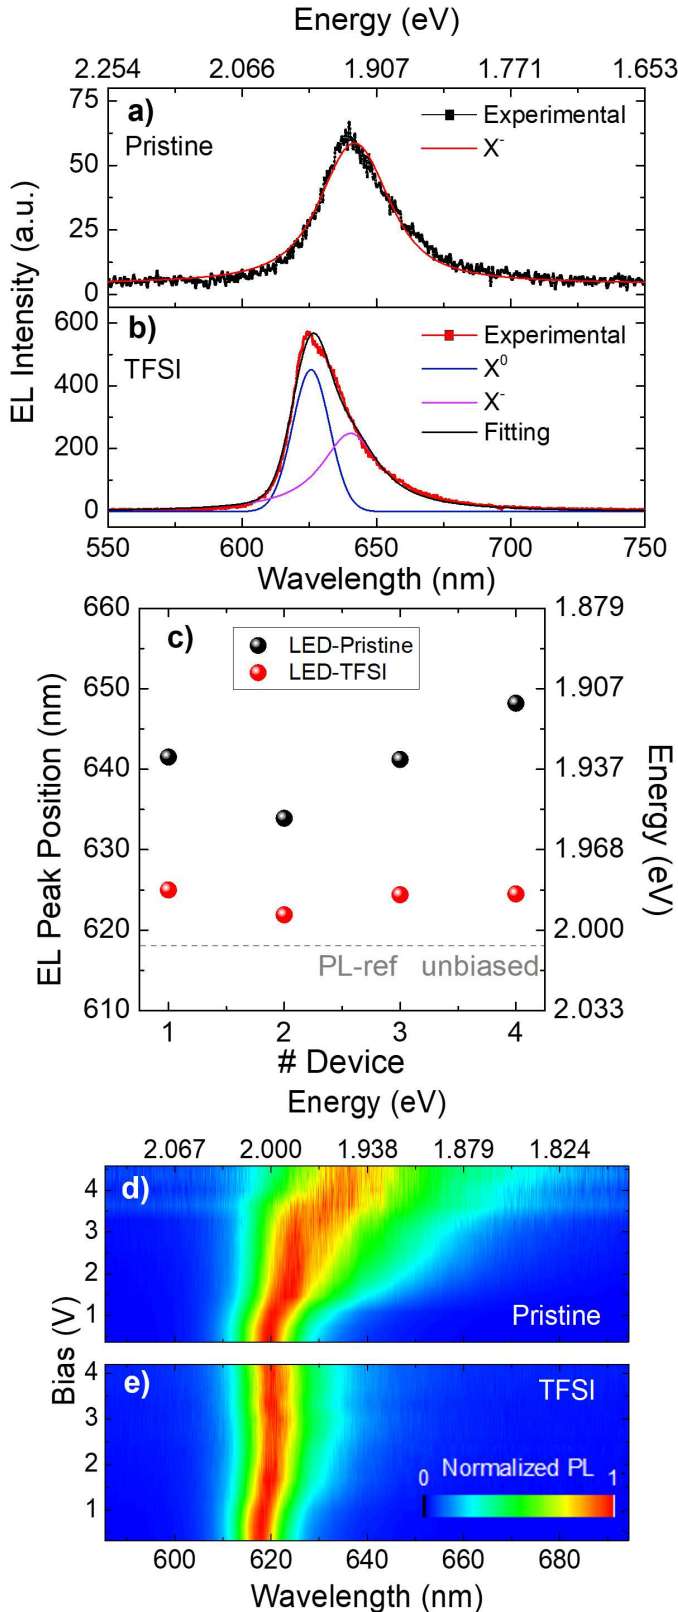 Energy (eV)
2.254 2.066 1.907 1.771 1.653
75
50
25
0
a)
Pristine
Experimental
X⁻
EL Intensity (a.u.)
600
400
200
0
b)
TFSI
Experimental
X⁰
X⁻
Fitting
550 600 650 700 750
Wavelength (nm)
660
650
640
630
620
610
EL Peak Position (nm)
c)
LED-Pristine
LED-TFSI
1.879
1.907
1.937
1.968
2.000
2.033
Energy (eV)
PL-ref unbiased
1 2 3 4
# Device
Energy (eV)
2.067 2.000 1.938 1.879 1.824
d)
4
3
2
1
Pristine
Bias (V)
e)
TFSI
4
3
2
1
0 Normalized PL 1
600 620 640 660 680
Wavelength (nm)